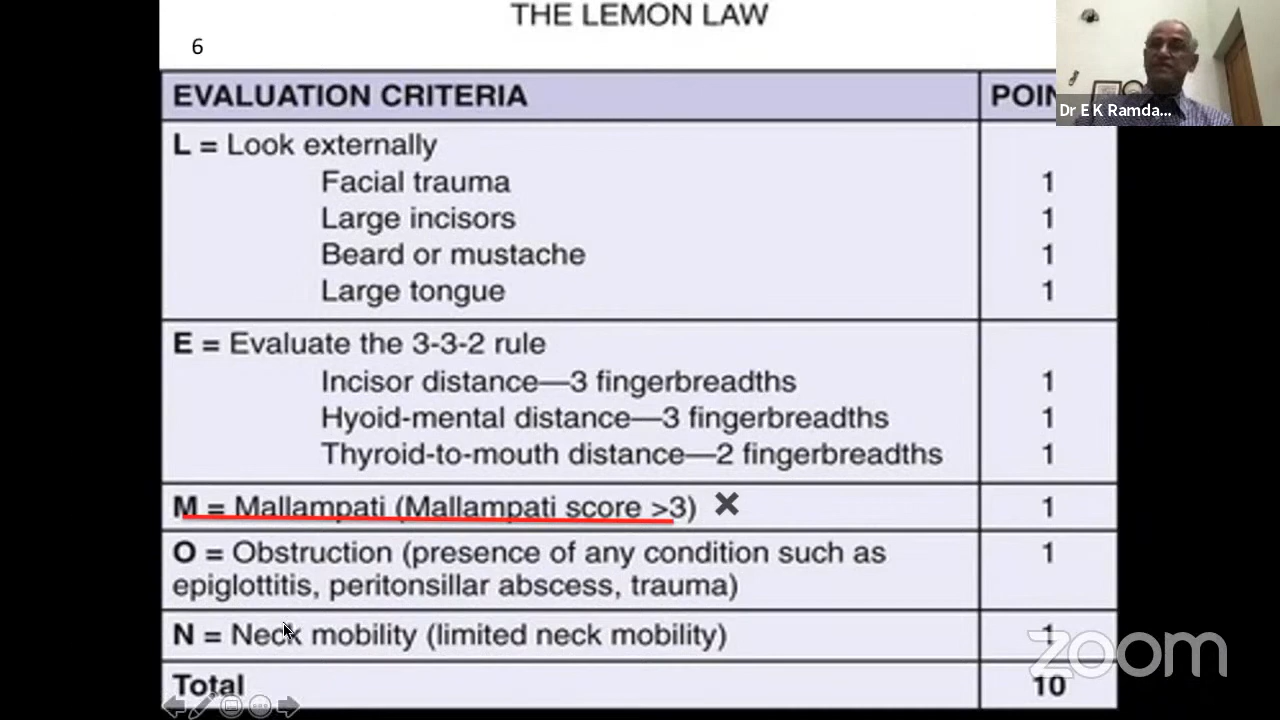 THE LEMON LAW
6
EVALUATION CRITERIA POIN
Dr E K Ramda...
L = Look externally
Facial trauma 1
Large incisors 1
Beard or mustache 1
Large tongue 1
E = Evaluate the 3-3-2 rule
Incisor distance—3 fingerbreadths 1
Hyoid-mental distance—3 fingerbreadths 1
Thyroid-to-mouth distance—2 fingerbreadths 1
M = Mallampati (Mallampati score >3) ✕ 1
O = Obstruction (presence of any condition such as 1
epiglottitis, peritonsillar abscess, trauma)
N = Neck mobility (limited neck mobility) 1
zoom
Total 10